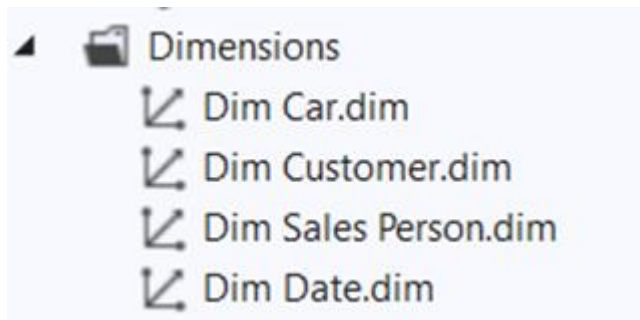 Dimensions
Dim Car.dim
Dim Customer.dim
Dim Sales Person.dim
Dim Date.dim